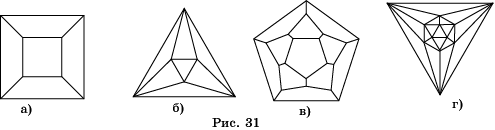 а) б) в) г)
Рис. 31